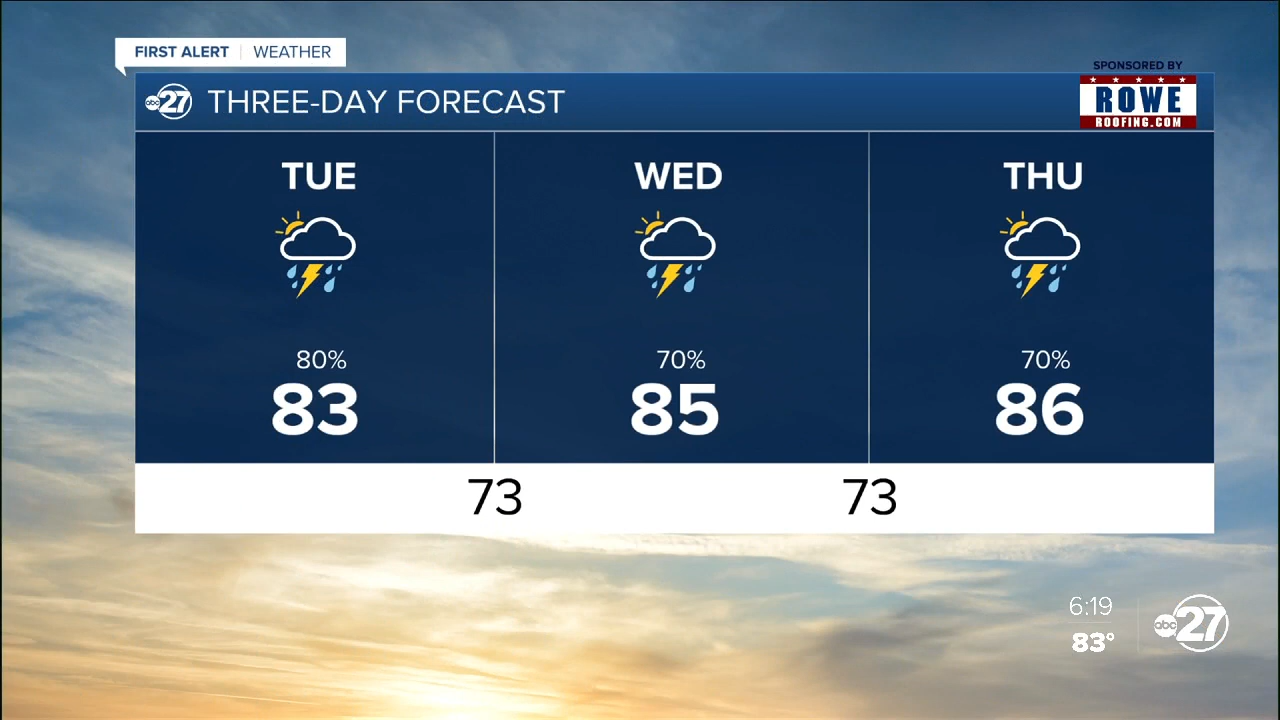 FIRST ALERT | WEATHER
SPONSORED BY
abc 27 THREE-DAY FORECAST
ROWE
ROOFING.COM
TUE WED THU
80% 70% 70%
83 85 86
73 73
6:19
83°
abc 27